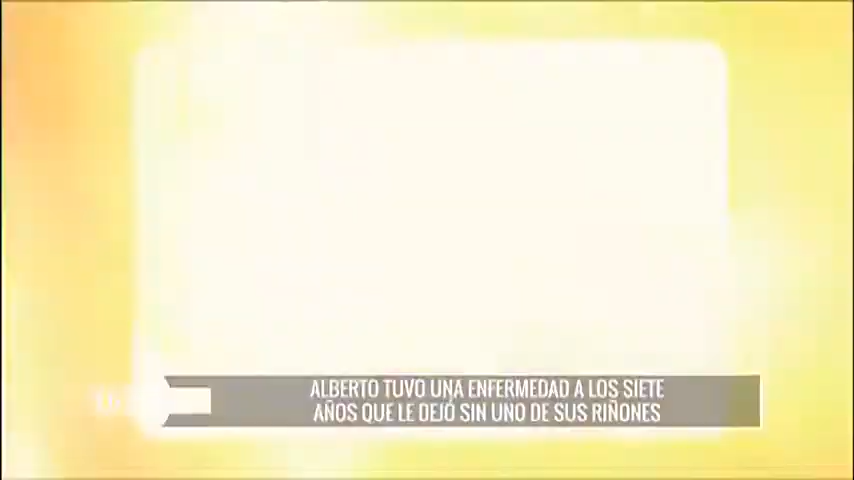 ALBERTO TUVO UNA ENFERMEDAD A LOS SIETE
AÑOS QUE LE DEJÓ SIN UNO DE SUS RIÑONES